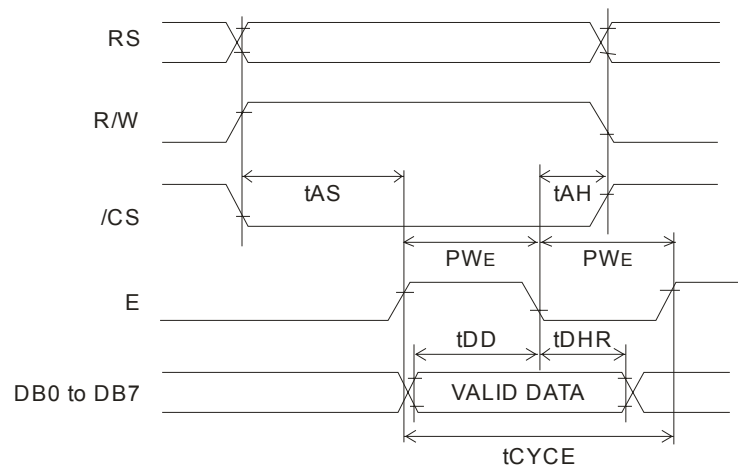 RS
R/W
tAS tAH
/CS
PWE PWE
E
tDD tDHR
DB0 to DB7 VALID DATA
tCYCE